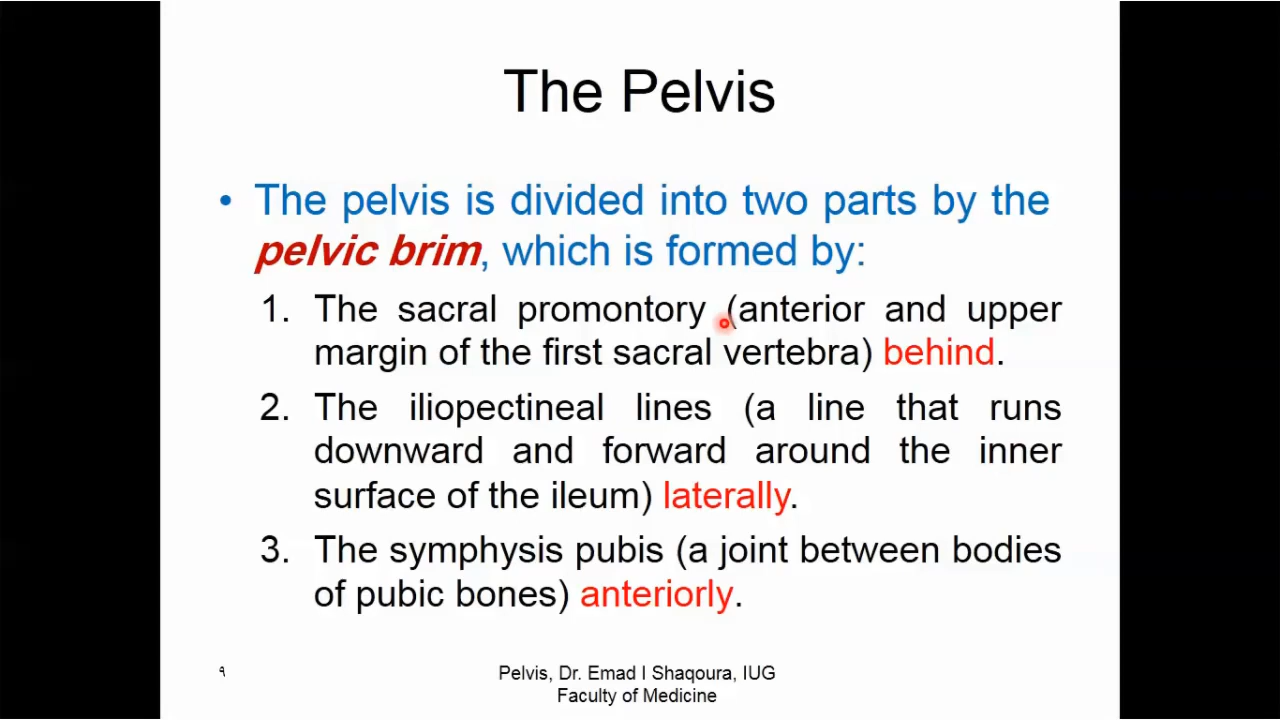 The Pelvis
• The pelvis is divided into two parts by the
pelvic brim, which is formed by:
1. The sacral promontory (anterior and upper
margin of the first sacral vertebra) behind.
2. The iliopectineal lines (a line that runs
downward and forward around the inner
surface of the ileum) laterally.
3. The symphysis pubis (a joint between bodies
of pubic bones) anteriorly.
٩
Pelvis, Dr. Emad I Shaqoura, IUG
Faculty of Medicine